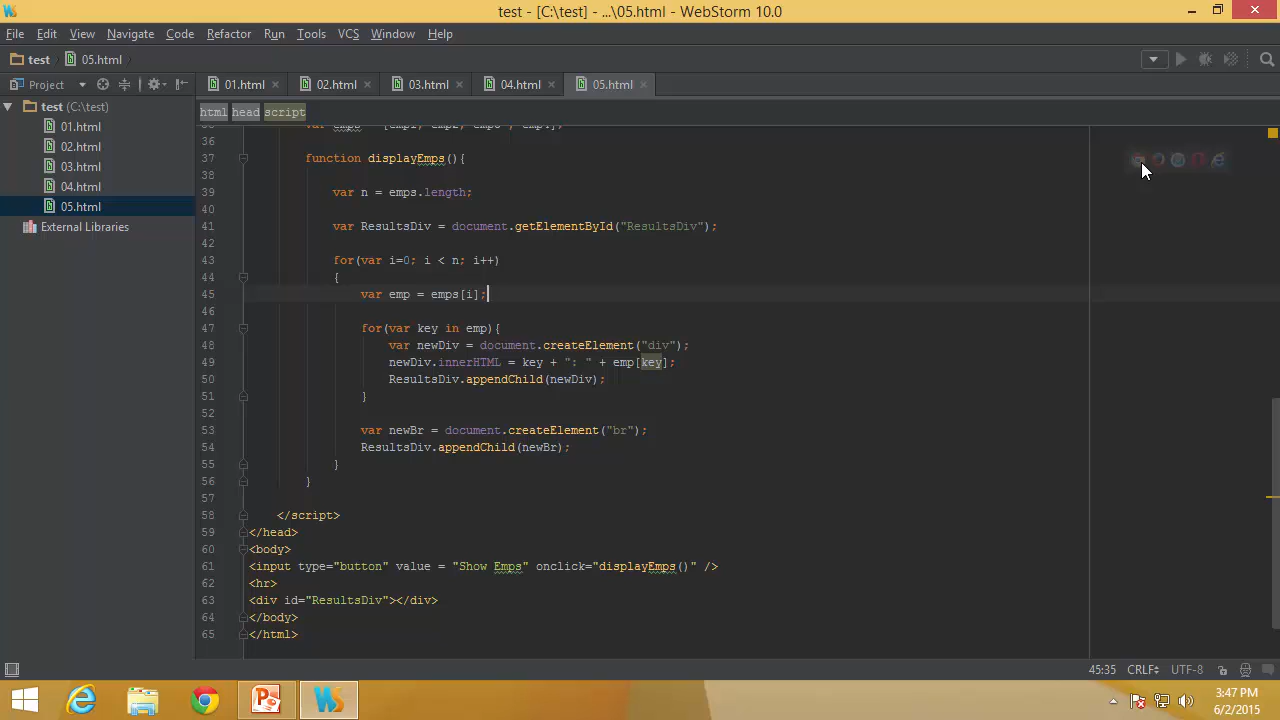 test - [C:\test] - ...\05.html - WebStorm 10.0
File Edit View Navigate Code Refactor Run Tools VCS Window Help
test 05.html
Project 01.html 02.html 03.html 04.html 05.html
test (C:\test)
01.html
02.html
03.html
04.html
05.html
External Libraries
html head script
36
37 function displayEmps(){
38
39 var n = emps.length;
40
41 var ResultsDiv = document.getElementById("ResultsDiv");
42
43 for(var i=0; i < n; i++)
44 {
45 var emp = emps[i];
46
47 for(var key in emp){
48 var newDiv = document.createElement("div");
49 newDiv.innerHTML = key + ": " + emp[key];
50 ResultsDiv.appendChild(newDiv);
51 }
52
53 var newBr = document.createElement("br");
54 ResultsDiv.appendChild(newBr);
55 }
56 }
57
58 </script>
59 </head>
60 <body>
61 <input type="button" value = "Show Emps" onclick="displayEmps()" />
62 <hr>
63 <div id="ResultsDiv"></div>
64 </body>
65 </html>
45:35 CRLF UTF-8
3:47 PM
6/2/2015